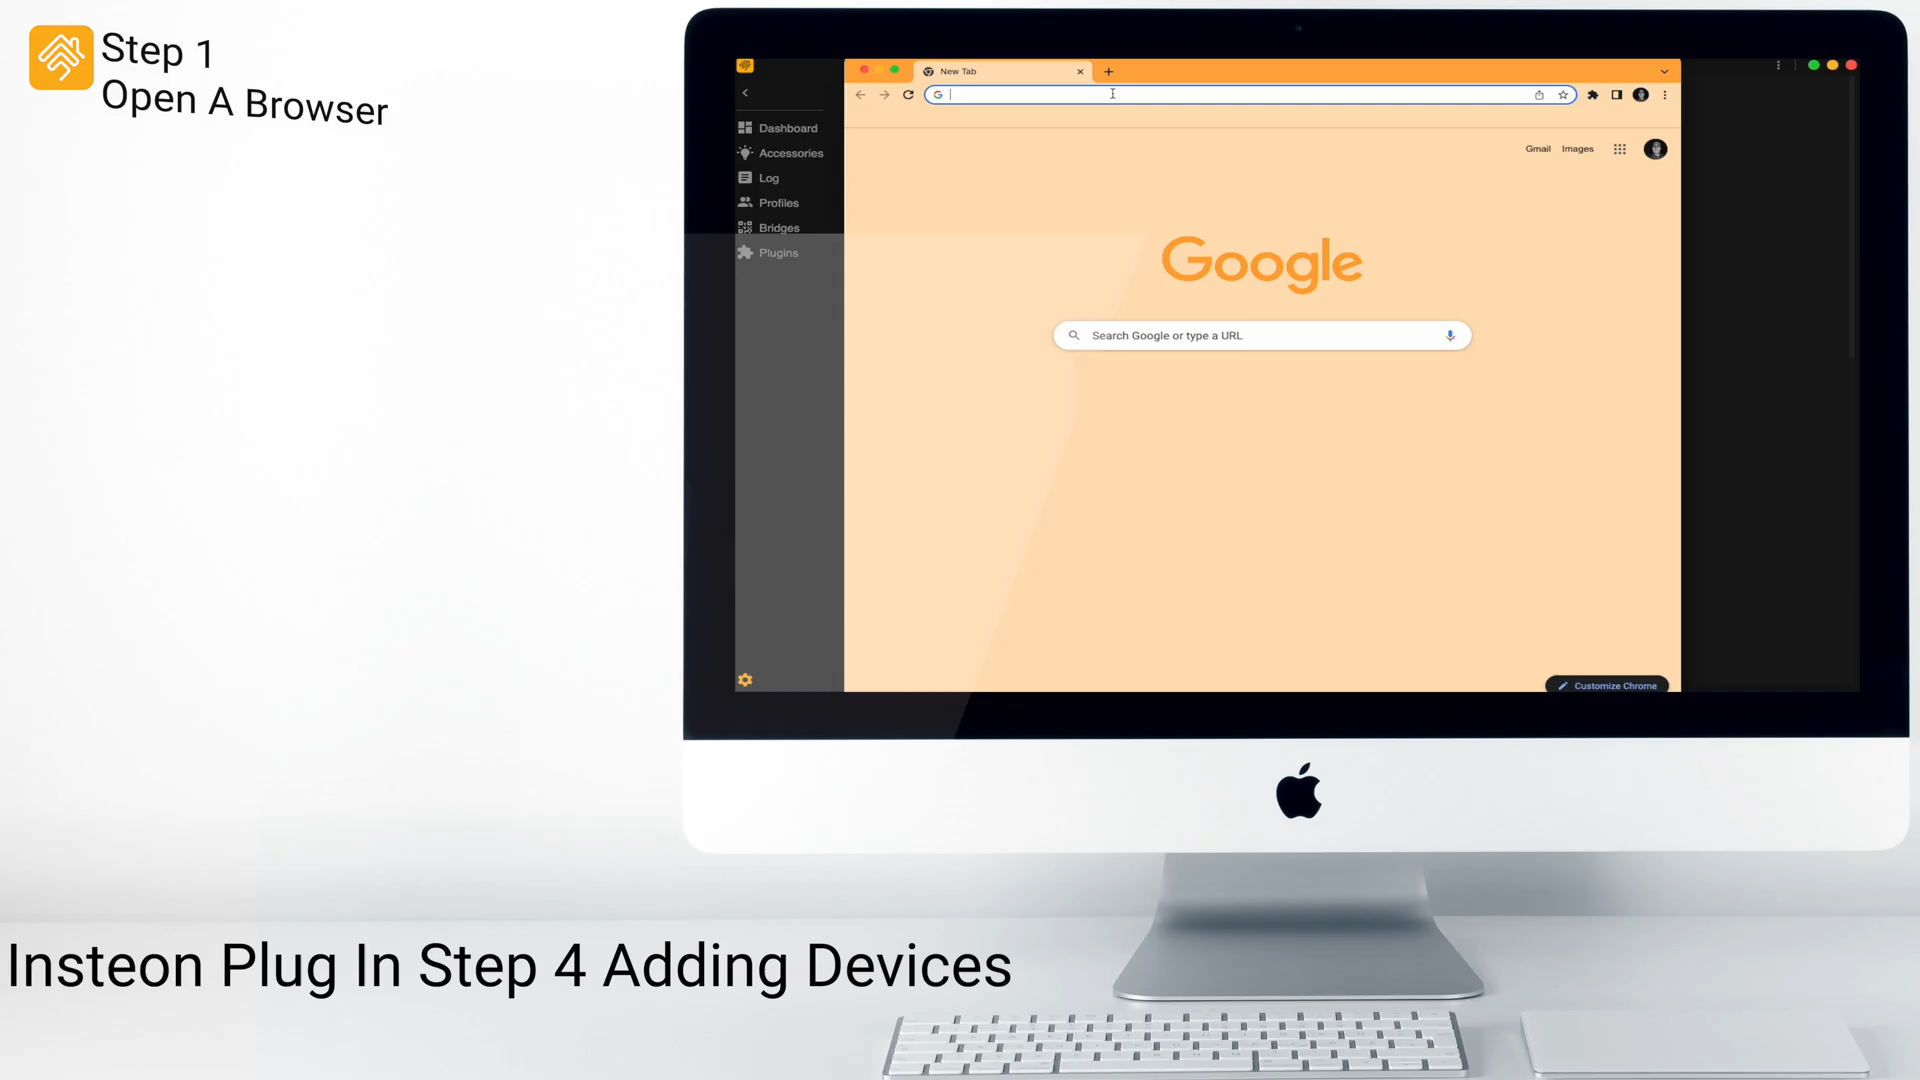 Step 1
Open A Browser
New Tab
Dashboard
Accessories
Log
Profiles
Bridges
Plugins
Gmail Images
Google
Search Google or type a URL
Customize Chrome
Insteon Plug In Step 4 Adding Devices